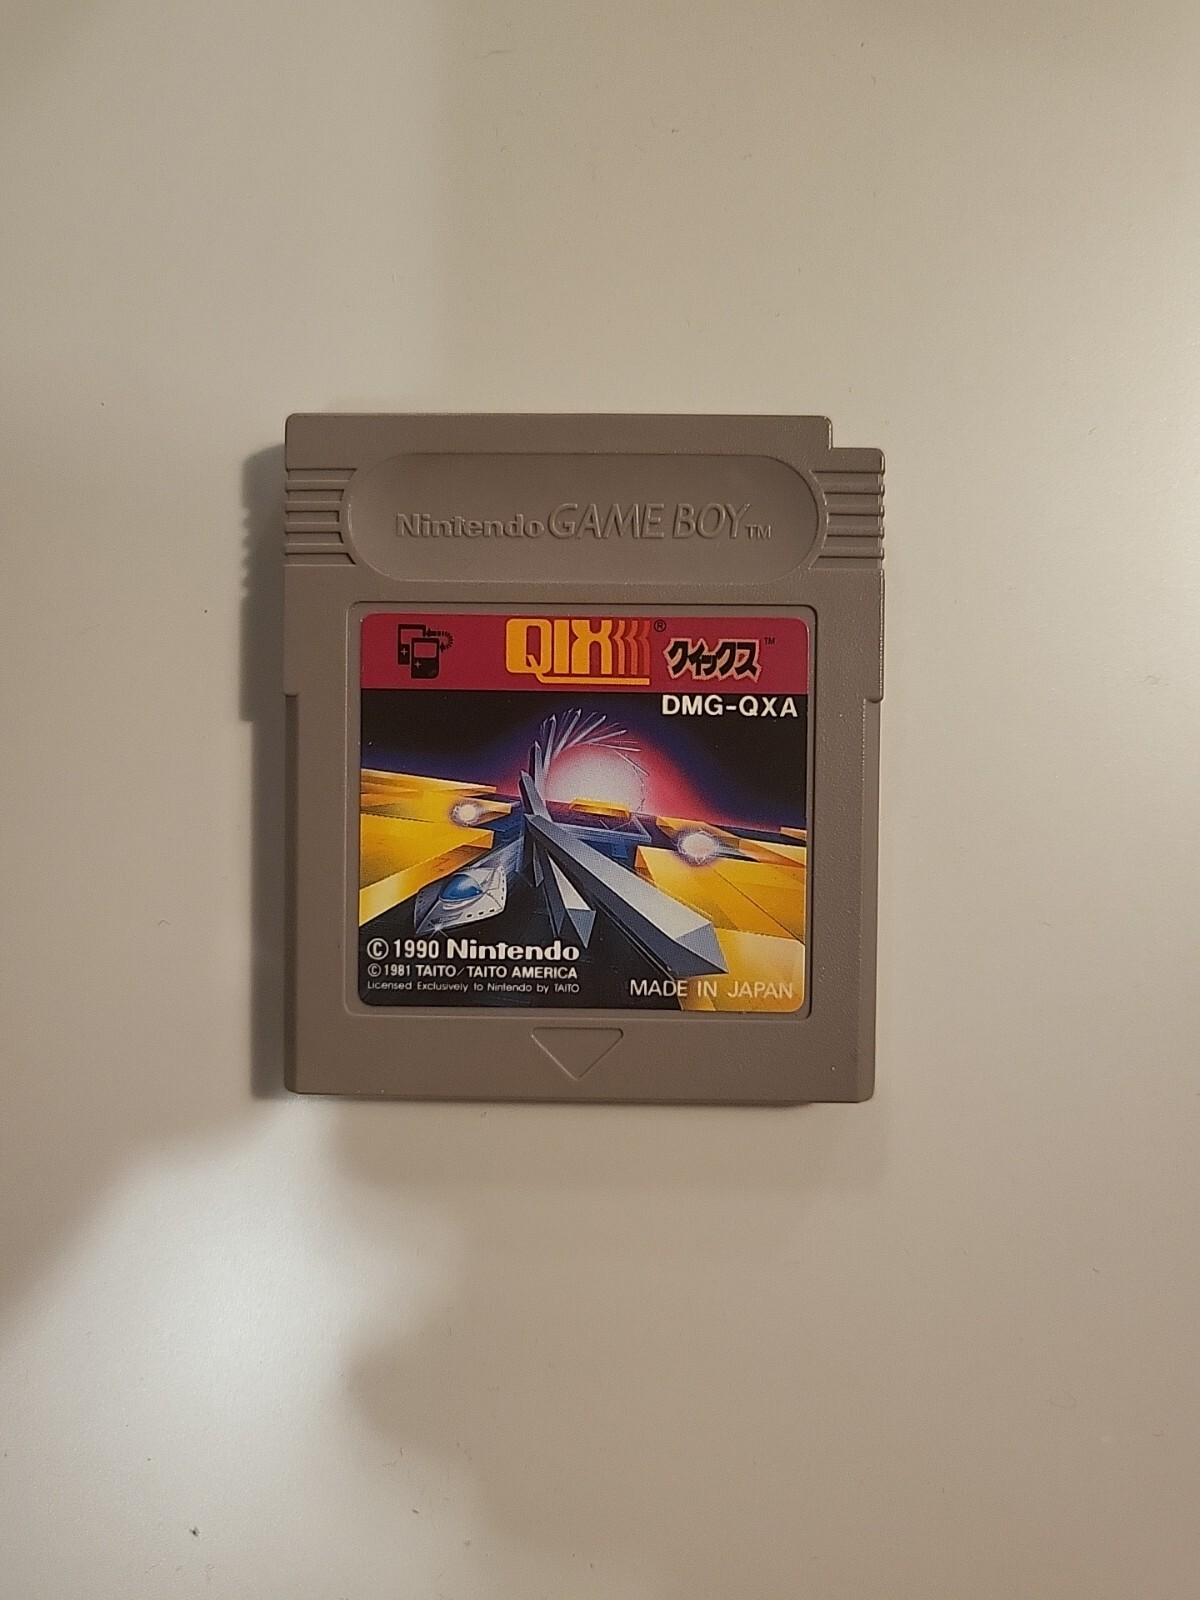 Nintendo GAME BOY™
QIX® クイックス™
DMG-QXA
© 1990 Nintendo
© 1981 TAITO/TAITO AMERICA
Licensed Exclusively to Nintendo by TAITO
MADE IN JAPAN